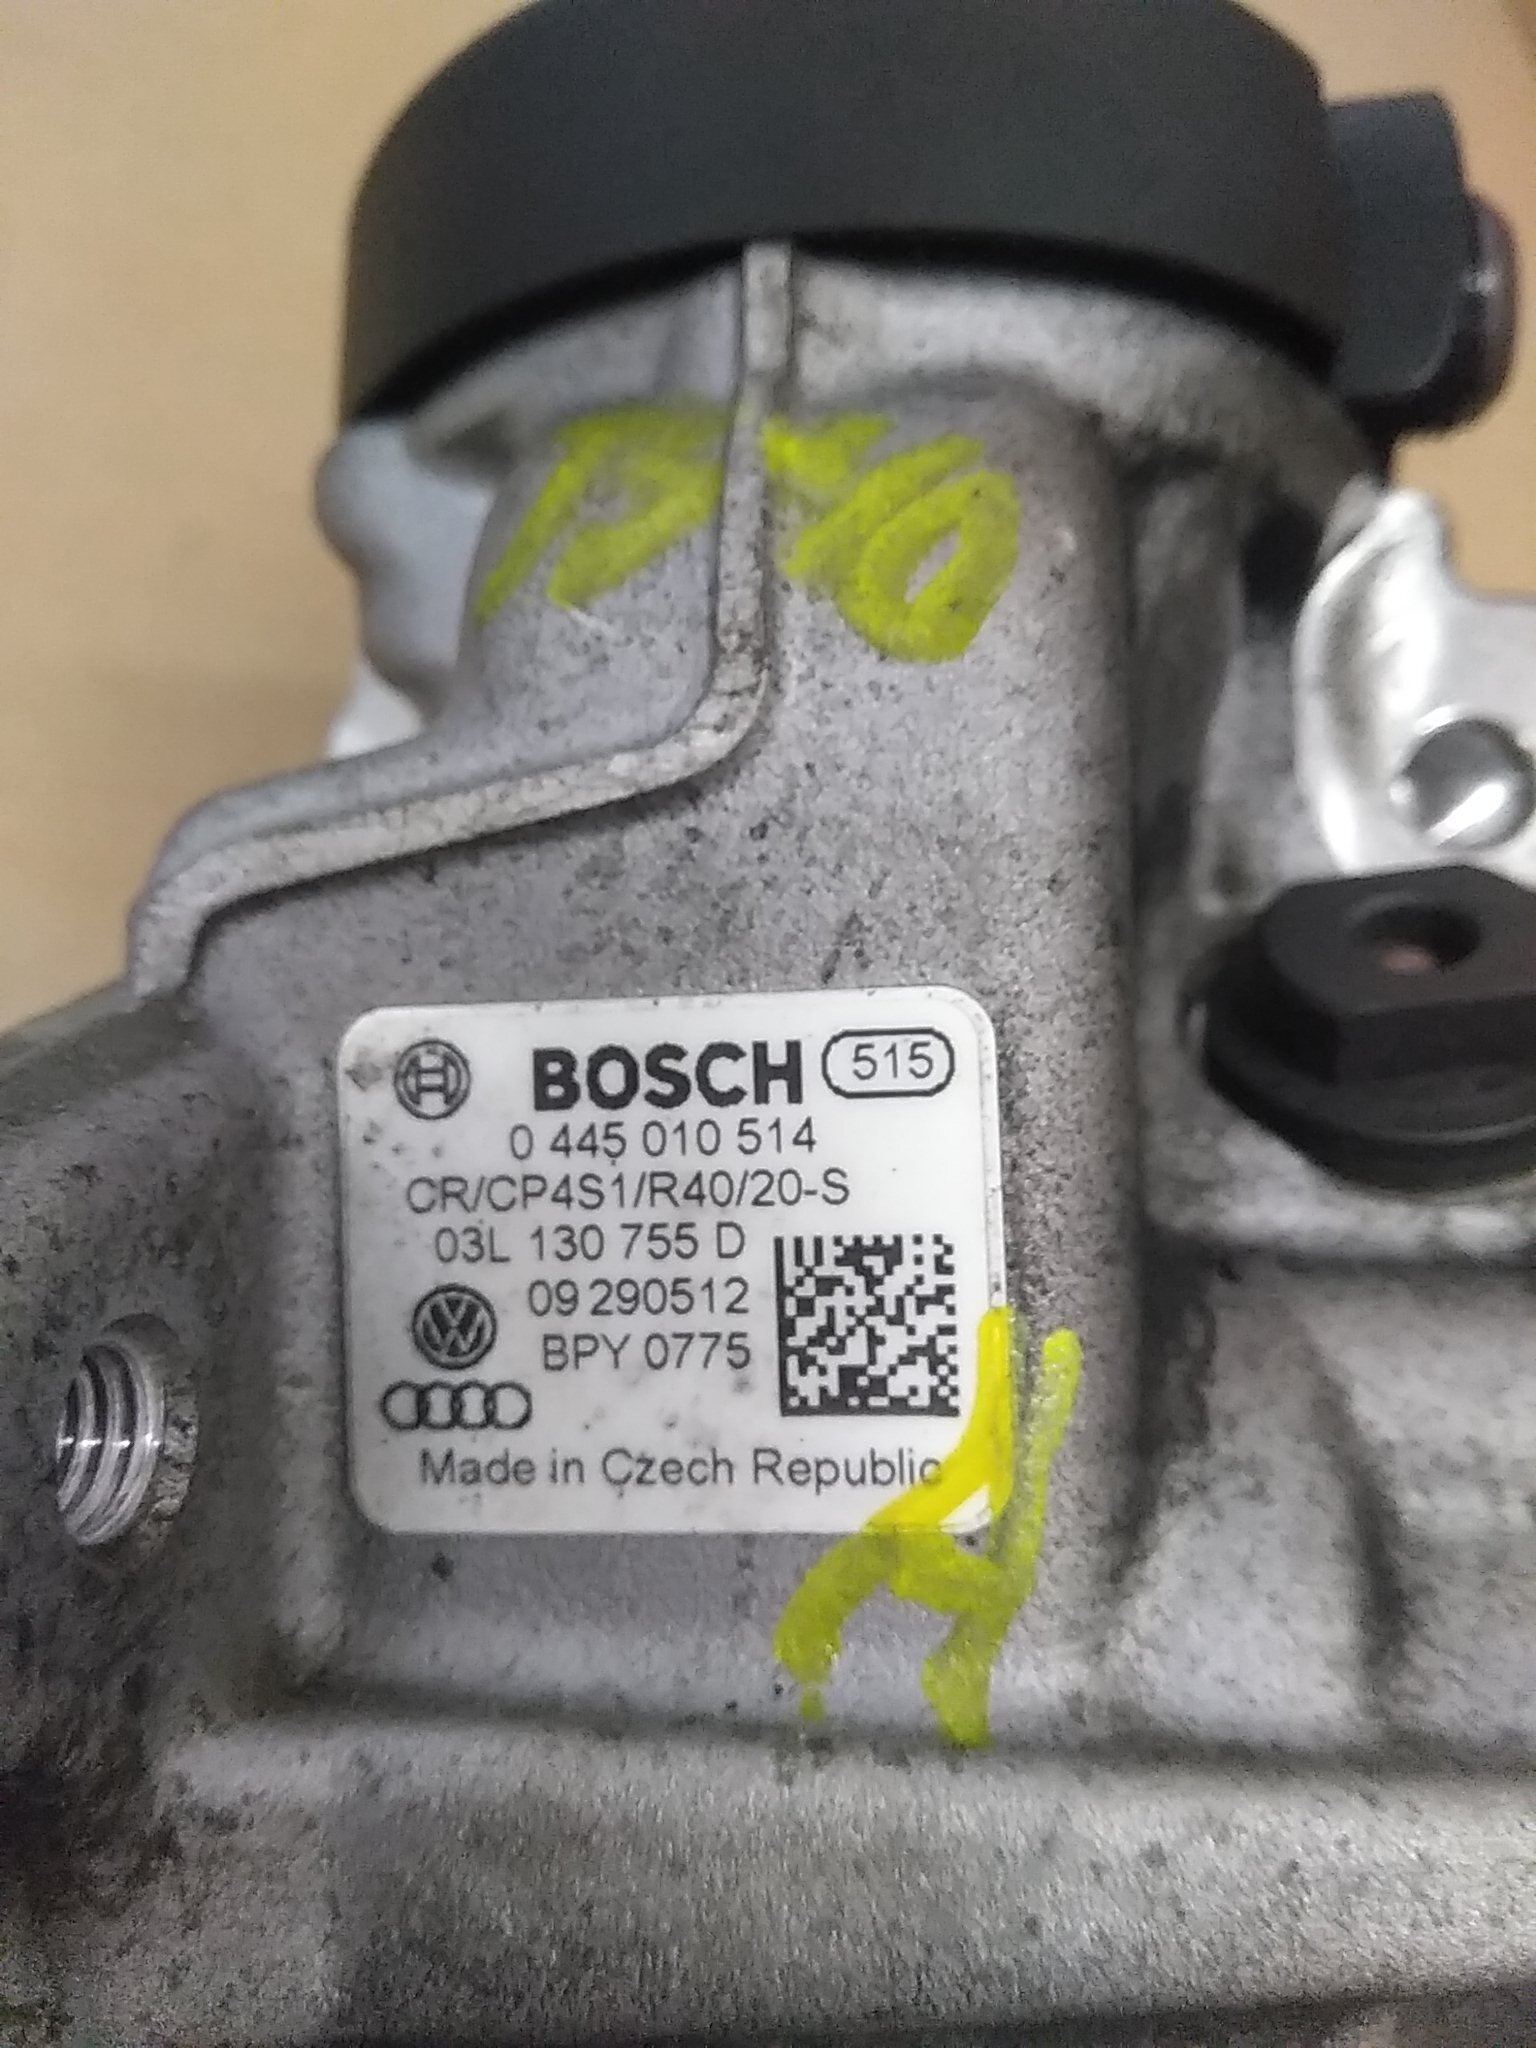 BOSCH 515
0 445 010 514
CR/CP4S1/R40/20-S
03L 130 755 D
09 290512
BPY 0775
Made in Czech Republic